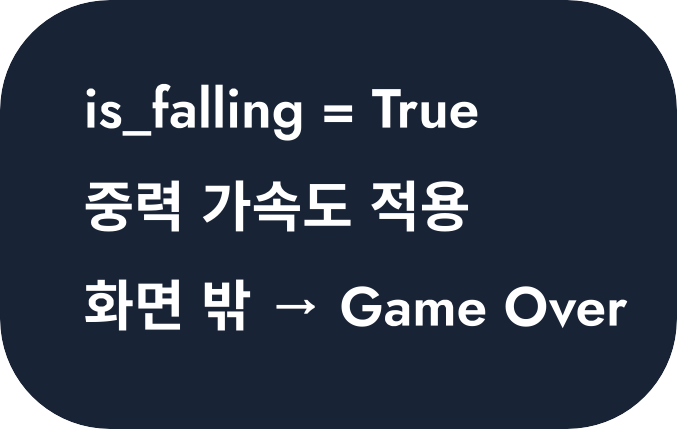 is_falling = True
중력 가속도 적용
화면 밖 → Game Over